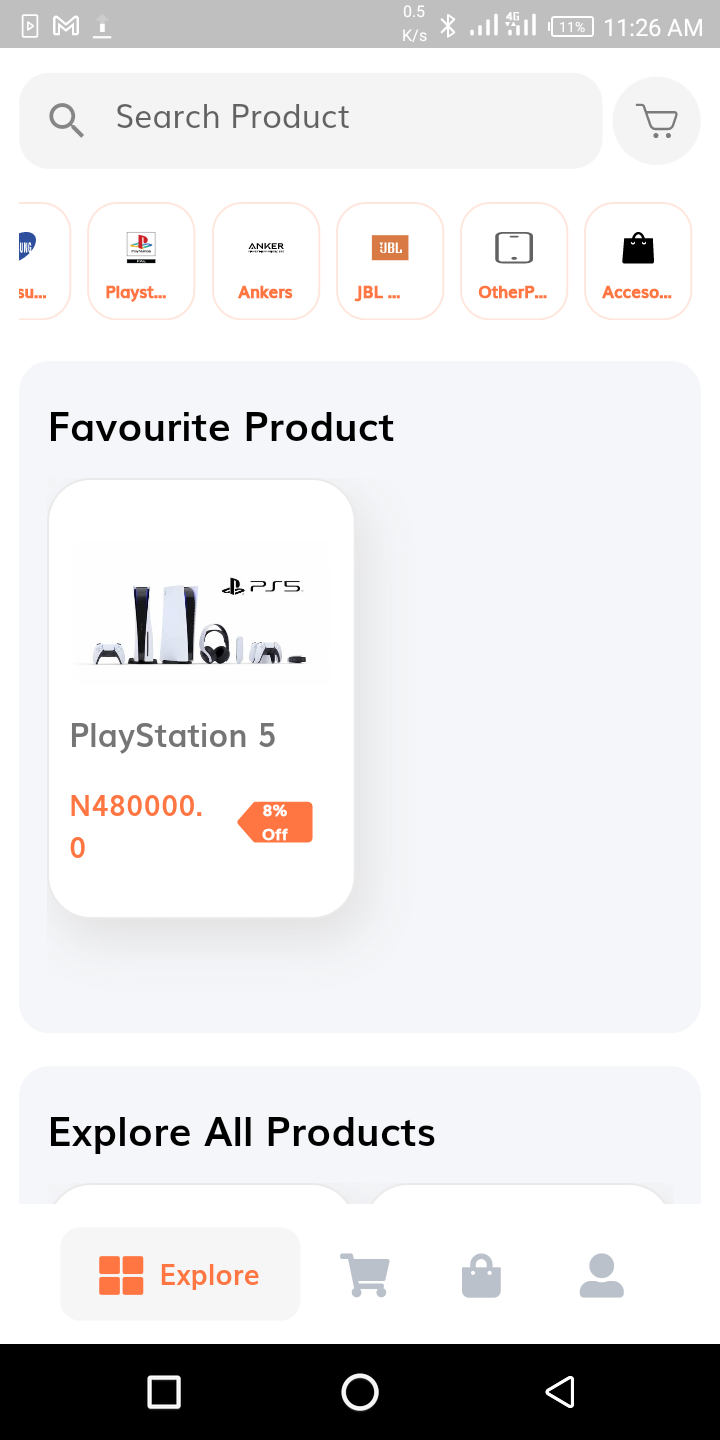 0.5
K/s
4G
11%
11:26 AM
Search Product
UNG
su...
Playst...
ANKER
Ankers
JBL
JBL ...
OtherP...
Acceso...
Favourite Product
PS5
PlayStation 5
N480000.
0
8%
Off
Explore All Products
Explore